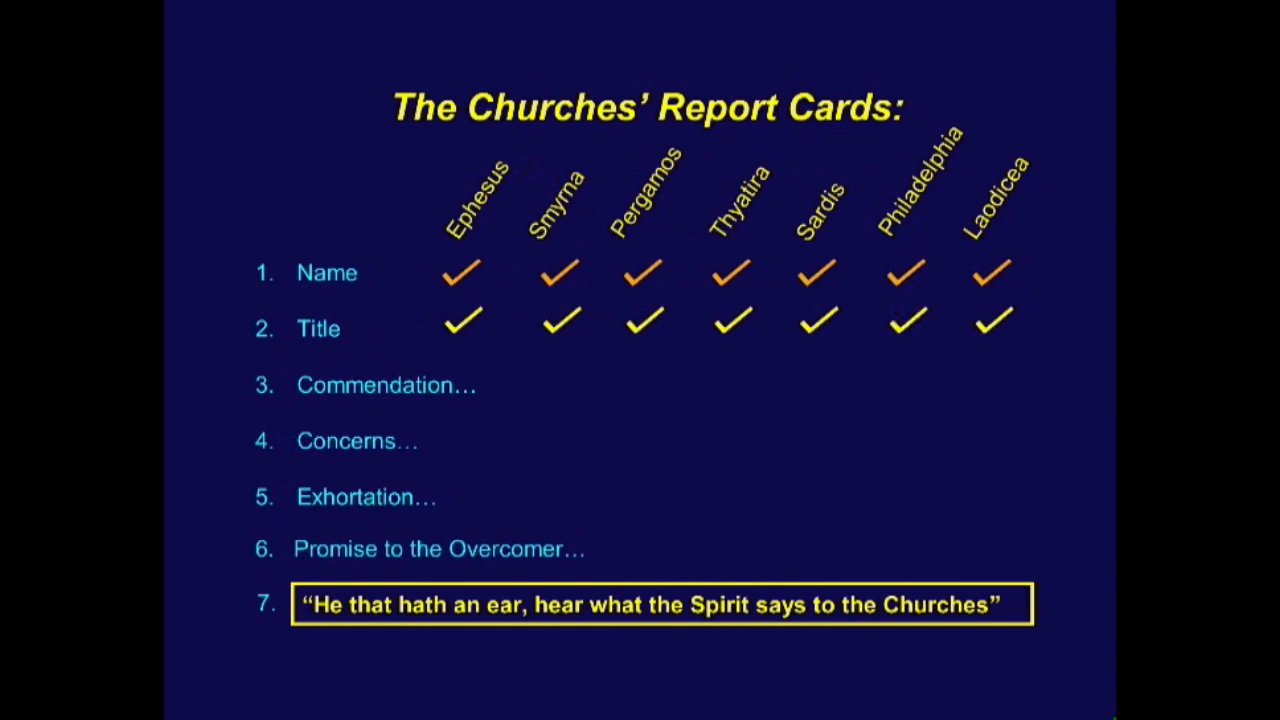 The Churches’ Report Cards:
Ephesus Smyrna Pergamos Thyatira Sardis Philadelphia Laodicea
1. Name
2. Title
3. Commendation…
4. Concerns…
5. Exhortation…
6. Promise to the Overcomer…
7. “He that hath an ear, hear what the Spirit says to the Churches”